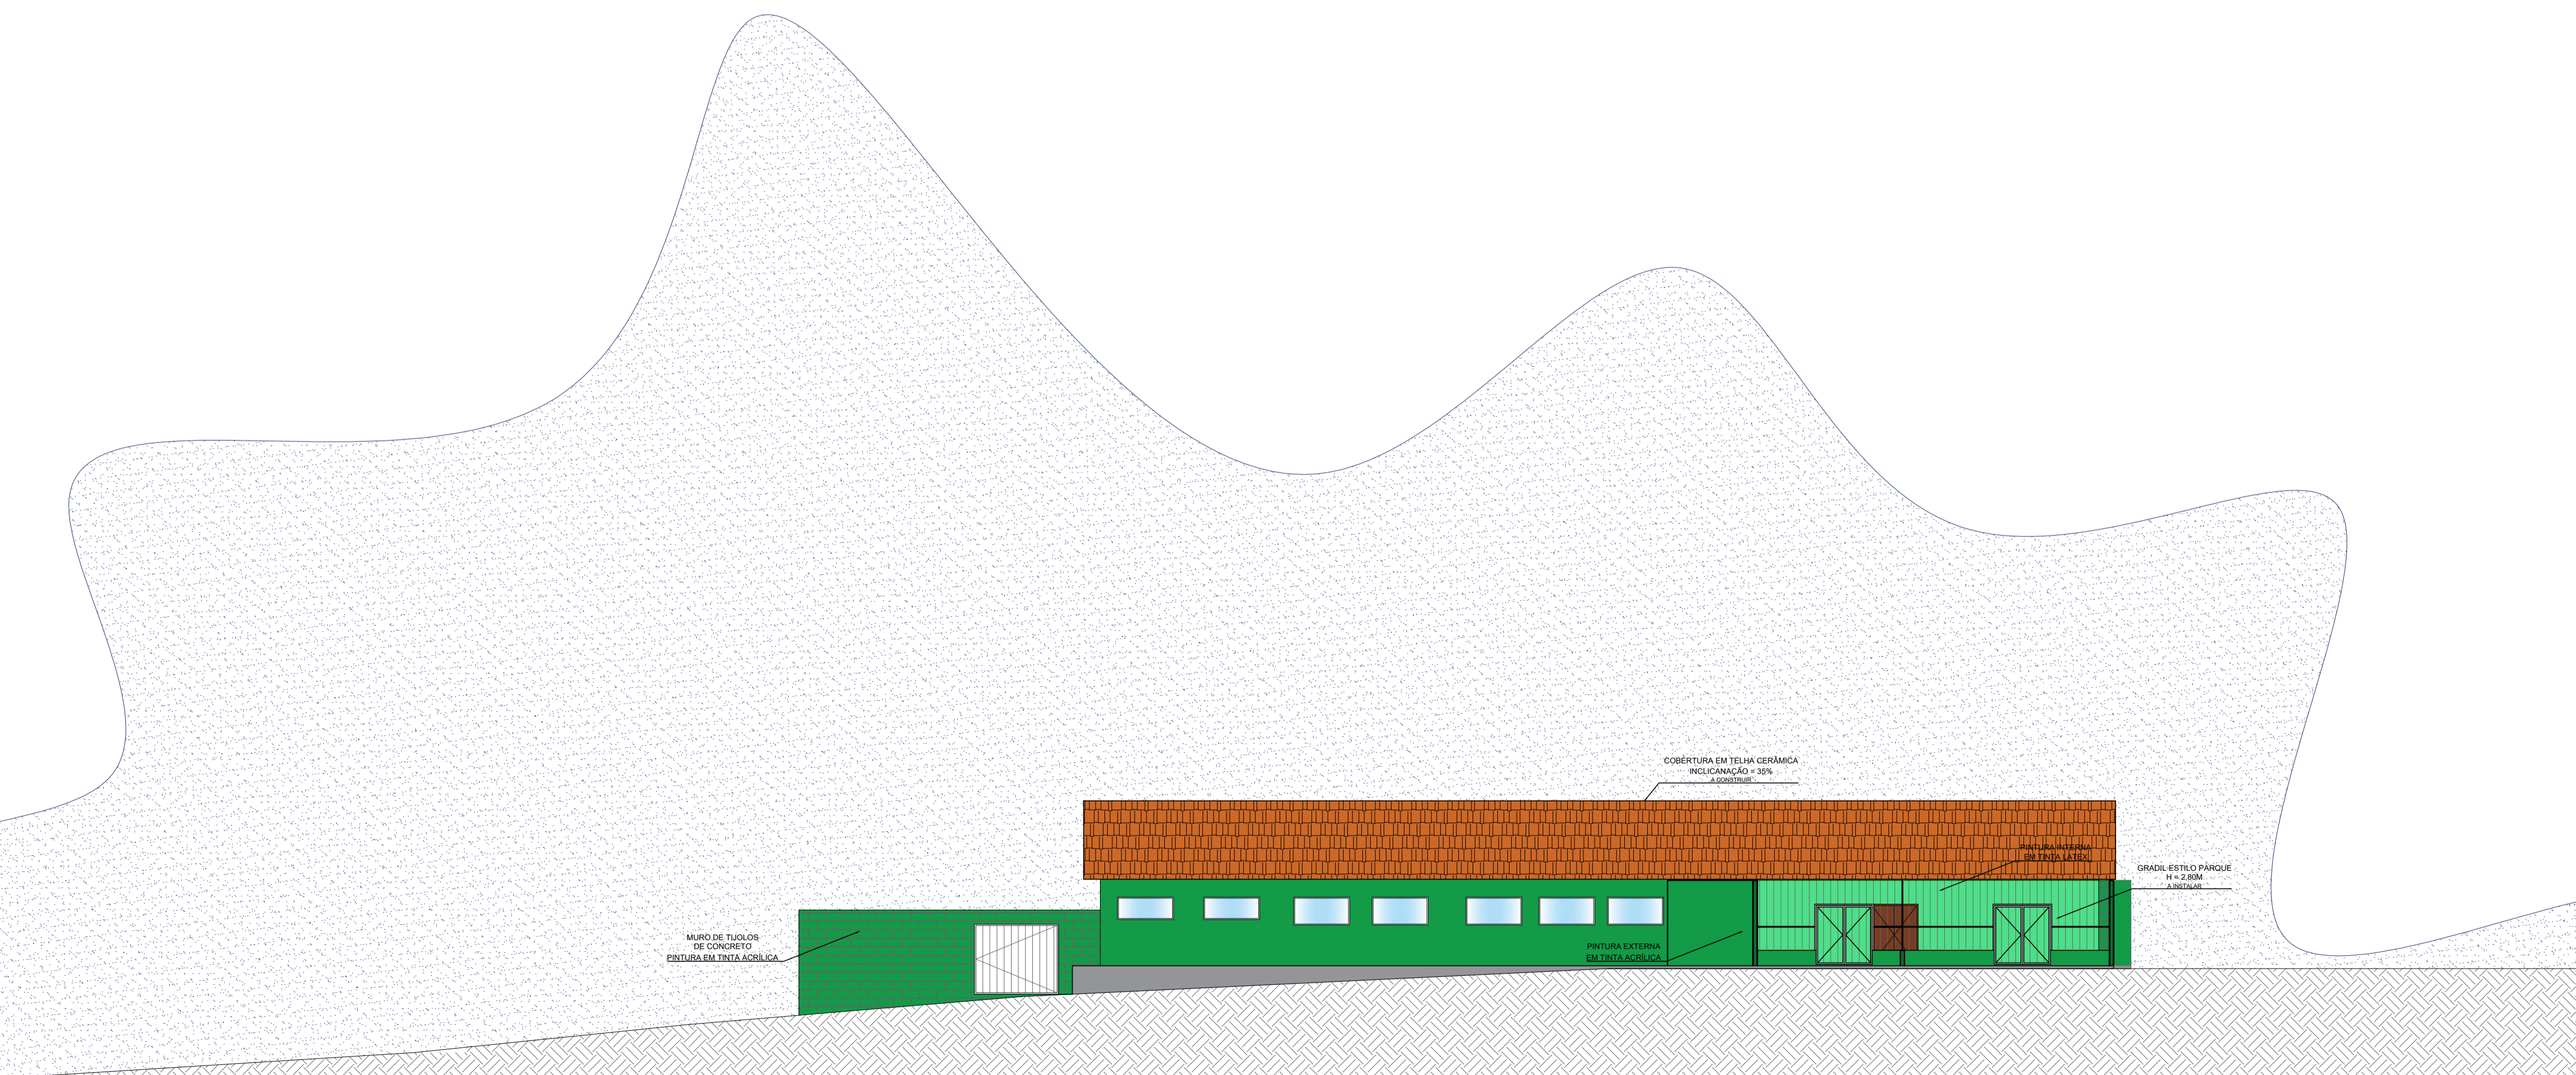 COBERTURA EM TELHA CERÂMICA
INCLICANAÇÃO = 35%
A CONSTRUIR
PINTURA INTERNA
EM TINTA LÁTEX
GRADIL ESTILO PARQUE
H = 2,80M
A INSTALAR
MURO DE TIJOLOS
DE CONCRETO
PINTURA EM TINTA ACRÍLICA
PINTURA EXTERNA
EM TINTA ACRÍLICA